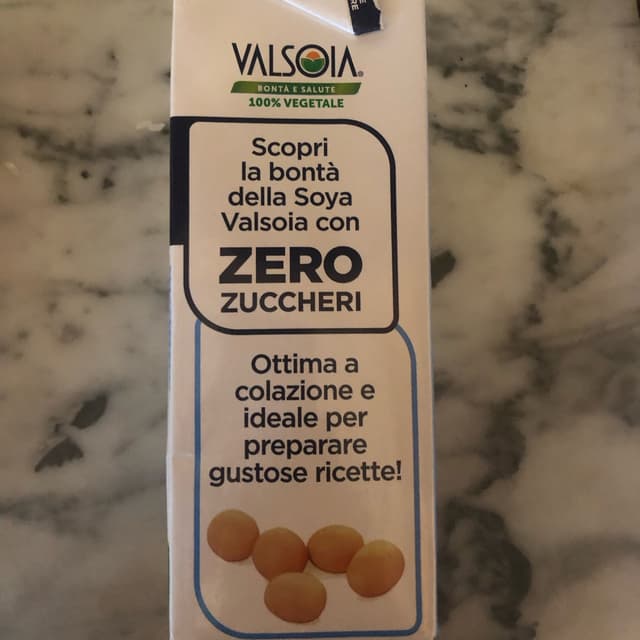 VALSOIA
BONTÀ E SALUTE
100% VEGETALE
Scopri
la bontà
della Soya
Valsoia con
ZERO
ZUCCHERI
Ottima a
colazione e
ideale per
preparare
gustose ricette!